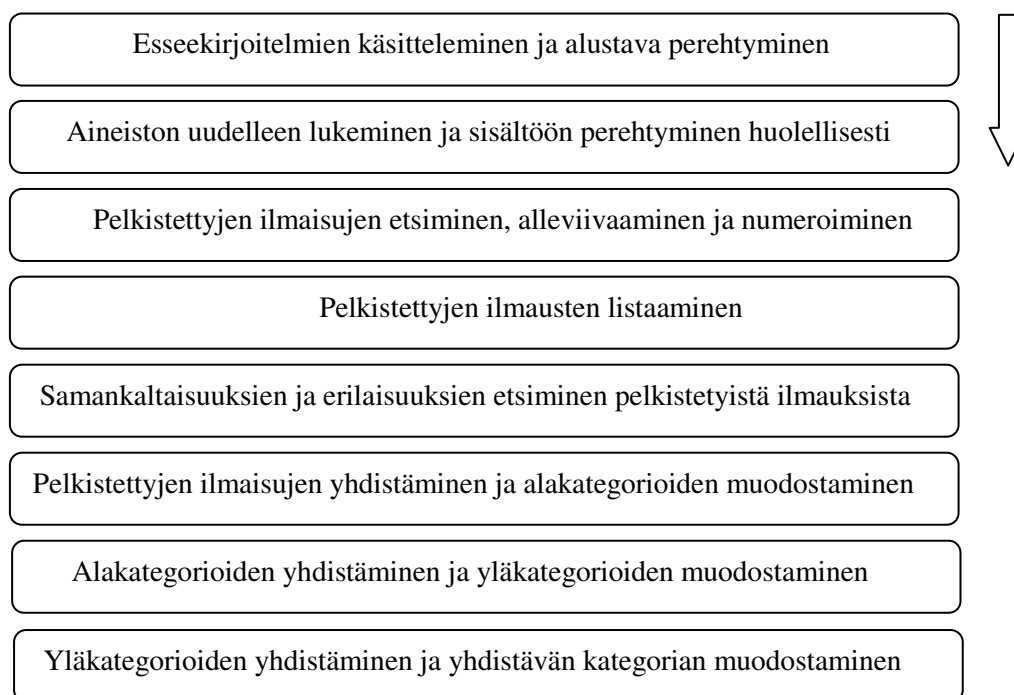 Esseekirjoitelmien käsitteleminen ja alustava perehtyminen
Aineiston uudelleen lukeminen ja sisältöön perehtyminen huolellisesti
Pelkistettyjen ilmaisujen etsiminen, alleviivaaminen ja numeroiminen
Pelkistettyjen ilmausten listaaminen
Samankaltaisuuksien ja erilaisuuksien etsiminen pelkistetyistä ilmauksista
Pelkistettyjen ilmaisujen yhdistäminen ja alakategorioiden muodostaminen
Alakategorioiden yhdistäminen ja yläkategorioiden muodostaminen
Yläkategorioiden yhdistäminen ja yhdistävän kategorian muodostaminen